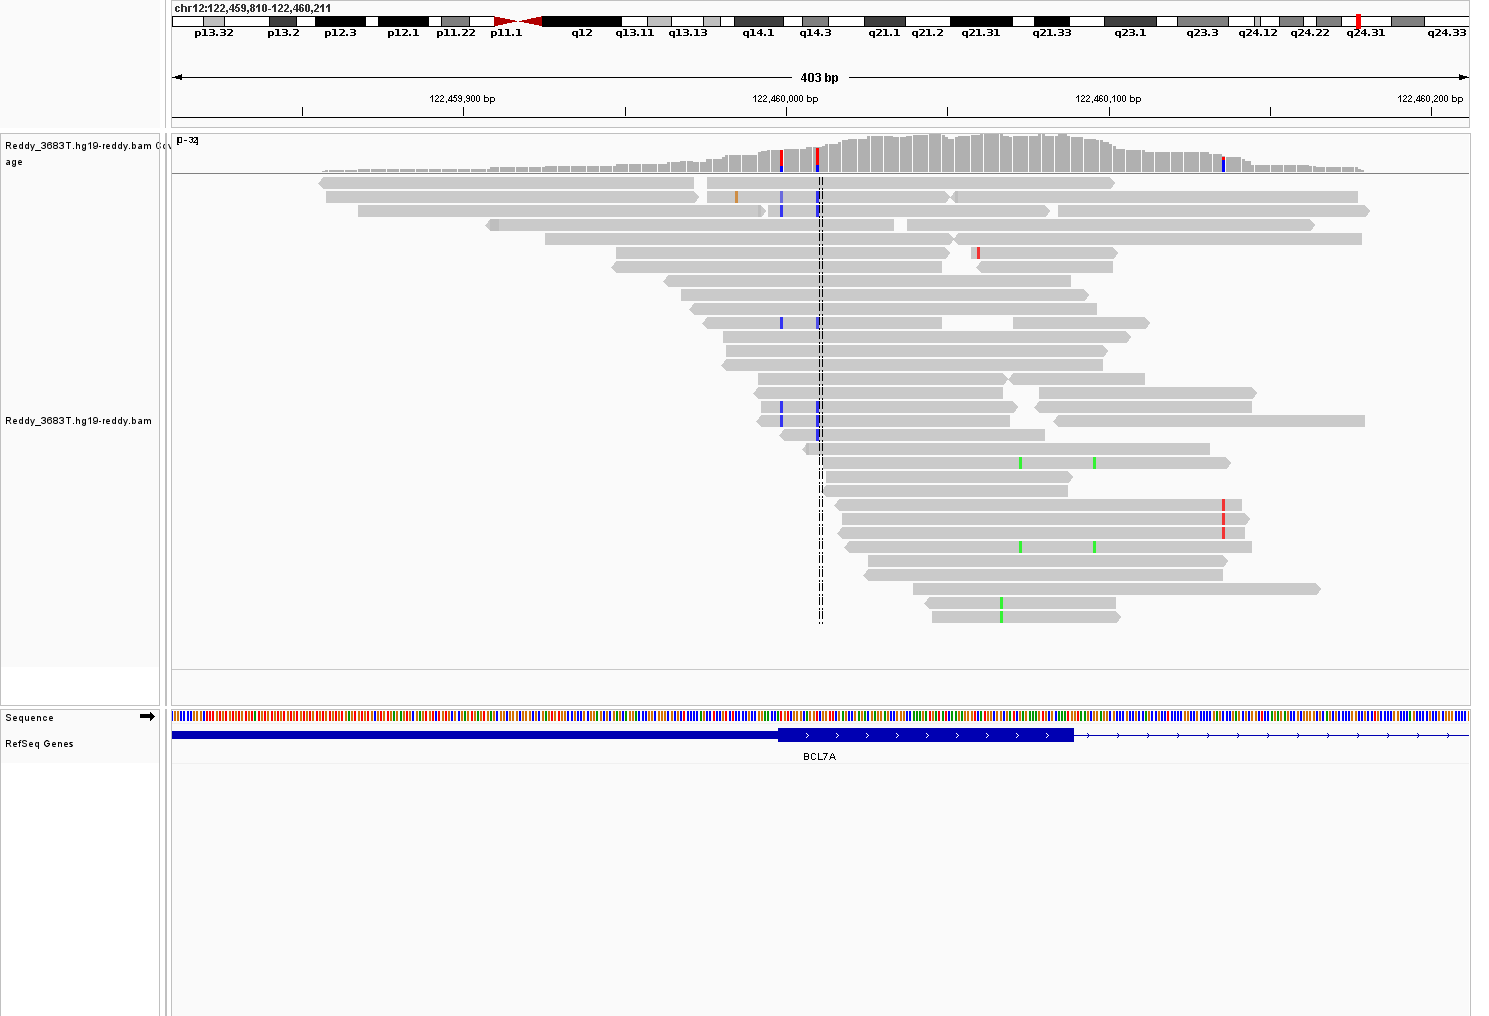 chr12:122,459,810-122,460,211
p13.32 p13.2 p12.3 p12.1 p11.22 p11.1 q12 q13.11 q13.13 q14.1 q14.3 q21.1 q21.2 q21.31 q21.33 q23.1 q23.3 q24.12 q24.22 q24.31 q24.33
403 bp
122,459,900 bp 122,460,000 bp 122,460,100 bp 122,460,200 bp
Reddy_3683T.hg19-reddy.bam Cov
age
[0-32]
Reddy_3683T.hg19-reddy.bam
Sequence
RefSeq Genes
BCL7A